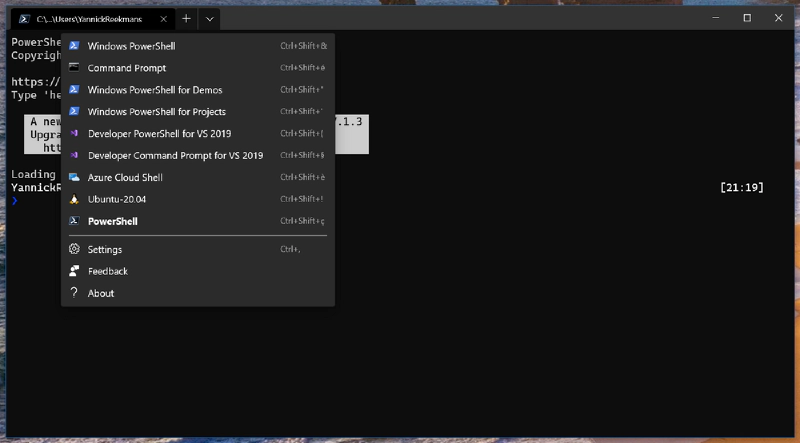 C:\...\Users\YannickReekmans
PowerShe
Copyrigh
https://
Type 'he
A new 7.1.3
Upgra
htt
Loading
YannickR [21:19]
❯
Windows PowerShell Ctrl+Shift+&
Command Prompt Ctrl+Shift+é
Windows PowerShell for Demos Ctrl+Shift+"
Windows PowerShell for Projects Ctrl+Shift+'
Developer PowerShell for VS 2019 Ctrl+Shift+(
Developer Command Prompt for VS 2019 Ctrl+Shift+§
Azure Cloud Shell Ctrl+Shift+è
Ubuntu-20.04 Ctrl+Shift+!
PowerShell Ctrl+Shift+ç
Settings Ctrl+,
Feedback
About